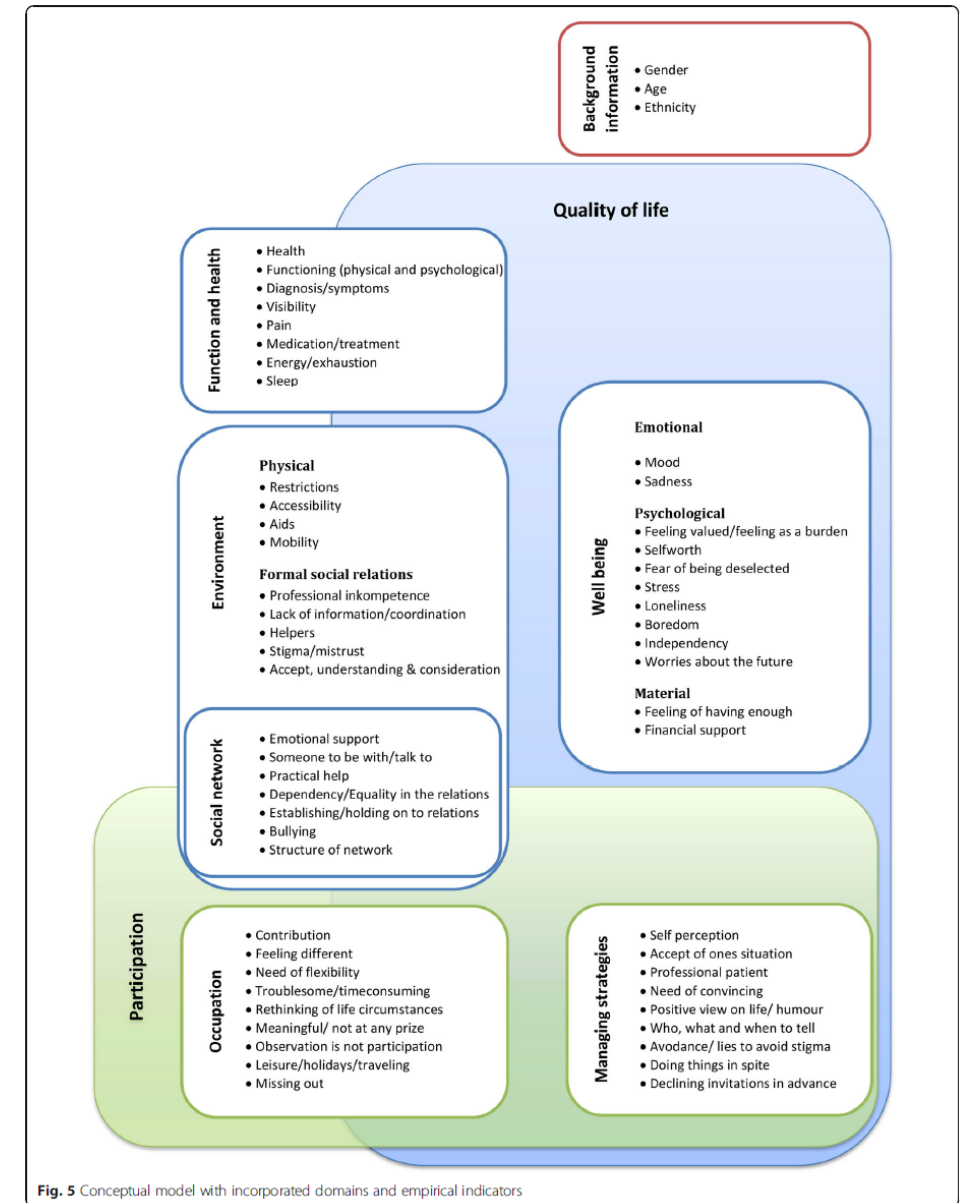 Background
information
• Gender
• Age
• Ethnicity
Quality of life
Function and health
• Health
• Functioning (physical and psychological)
• Diagnosis/symptoms
• Visibility
• Pain
• Medication/treatment
• Energy/exhaustion
• Sleep
Environment
Physical
• Restrictions
• Accessibility
• Aids
• Mobility
Formal social relations
• Professional inkompetence
• Lack of information/coordination
• Helpers
• Stigma/mistrust
• Accept, understanding & consideration
Well being
Emotional
• Mood
• Sadness
Psychological
• Feeling valued/feeling as a burden
• Selfworth
• Fear of being deselected
• Stress
• Loneliness
• Boredom
• Independency
• Worries about the future
Material
• Feeling of having enough
• Financial support
Social network
• Emotional support
• Someone to be with/talk to
• Practical help
• Dependency/Equality in the relations
• Establishing/holding on to relations
• Bullying
• Structure of network
Participation
Occupation
• Contribution
• Feeling different
• Need of flexibility
• Troublesome/timeconsuming
• Rethinking of life circumstances
• Meaningful/ not at any prize
• Observation is not participation
• Leisure/holidays/traveling
• Missing out
Managing strategies
• Self perception
• Accept of ones situation
• Professional patient
• Need of convincing
• Positive view on life/ humour
• Who, what and when to tell
• Avodance/ lies to avoid stigma
• Doing things in spite
• Declining invitations in advance
Fig. 5 Conceptual model with incorporated domains and empirical indicators